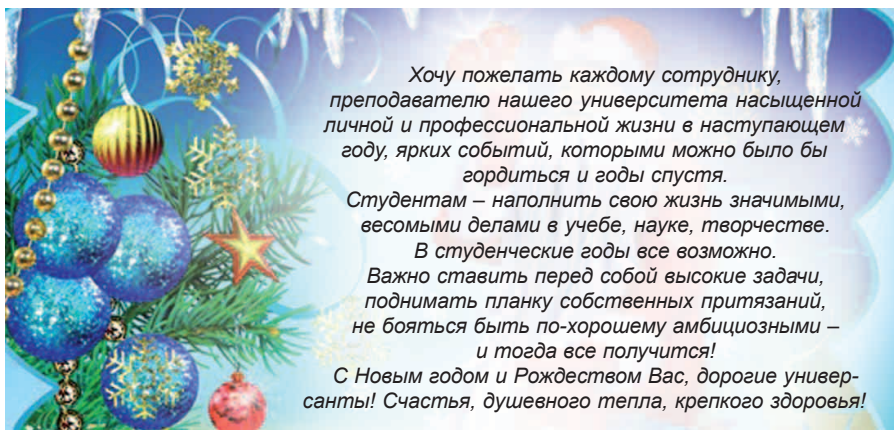 Хочу пожелать каждому сотруднику,
преподавателю нашего университета насыщенной
личной и профессиональной жизни в наступающем
году, ярких событий, которыми можно было бы
гордиться и годы спустя.
Студентам – наполнить свою жизнь значимыми,
весомыми делами в учебе, науке, творчестве.
В студенческие годы все возможно.
Важно ставить перед собой высокие задачи,
поднимать планку собственных притязаний,
не бояться быть по-хорошему амбициозными –
и тогда все получится!
С Новым годом и Рождеством Вас, дорогие универ-
санты! Счастья, душевного тепла, крепкого здоровья!